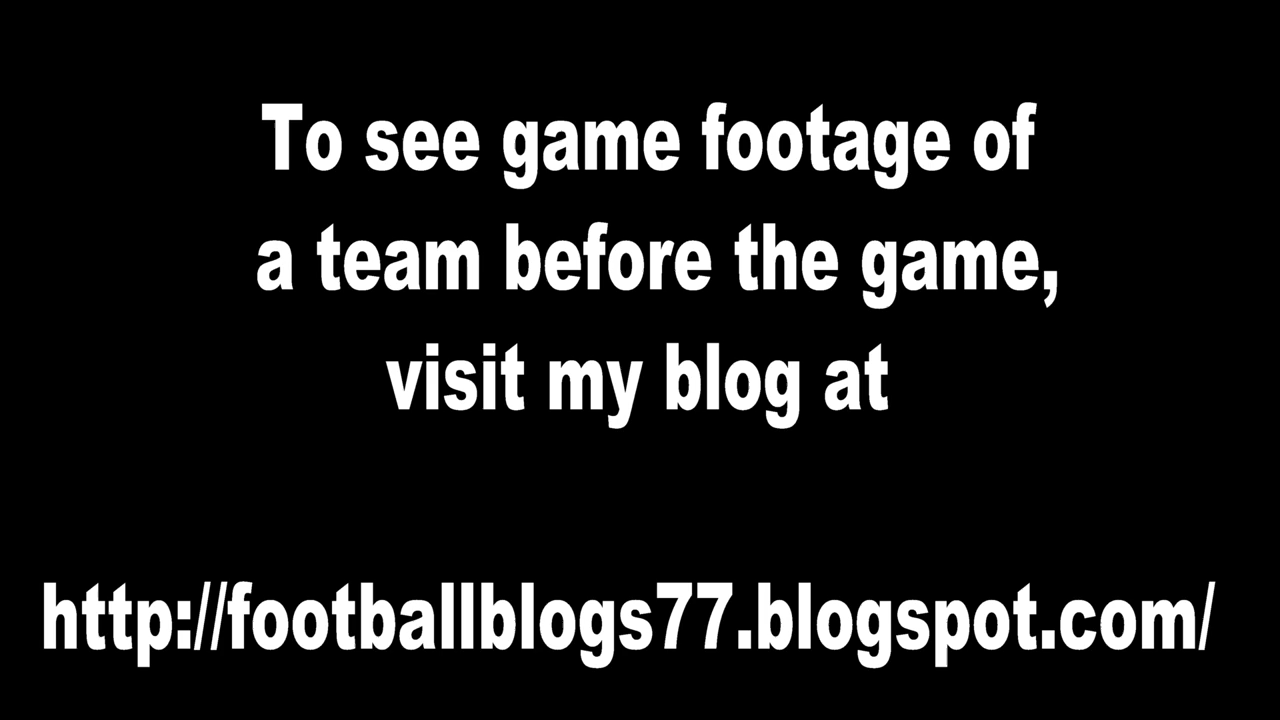 To see game footage of
a team before the game,
visit my blog at
http://footballblogs77.blogspot.com/